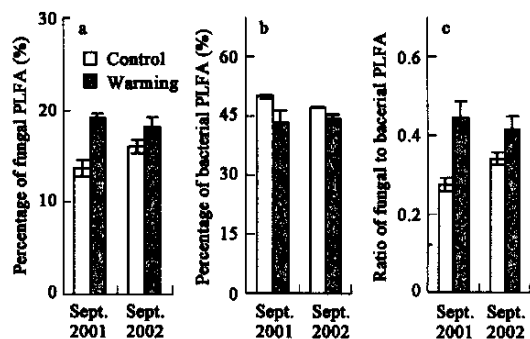 a
b
c
Control
Warming
Percentage of fungal PLFA (%)
30
20
10
0
Sept.
2001
Sept.
2002
Percentage of bacterial PLFA (%)
60
45
30
15
0
Sept.
2001
Sept.
2002
Ratio of fungal to bacerial PLFA
0.6
0.4
0.2
0
Sept.
2001
Sept.
2002